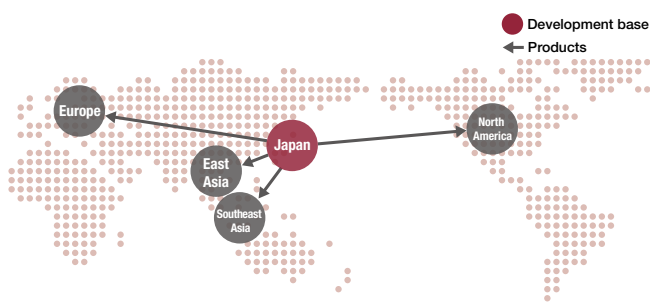 Development base
Products
Europe
Japan
North
America
East
Asia
Southeast
Asia